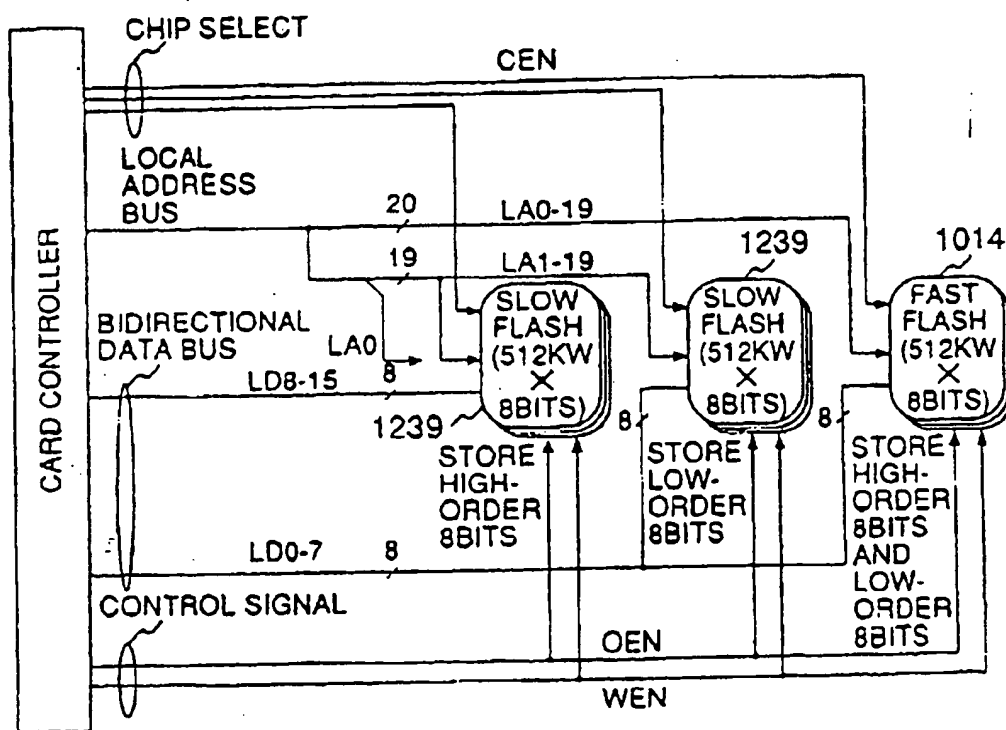 CHIP SELECT
CEN
LOCAL
ADDRESS
BUS
20
LA0-19
19
LA1-19
1239
1014
CARD CONTROLLER
BIDIRECTIONAL
DATA BUS
LA0
8
LD8-15
8
1239
SLOW
FLASH
(512KW
×
8BITS)
SLOW
FLASH
(512KW
×
8BITS)
FAST
FLASH
(512KW
×
8BITS)
8
8
STORE
HIGH-
ORDER
8BITS
STORE
LOW-
ORDER
8BITS
STORE
HIGH-
ORDER
8BITS
AND
LOW-
ORDER
8BITS
LD0-7
8
CONTROL SIGNAL
OEN
WEN